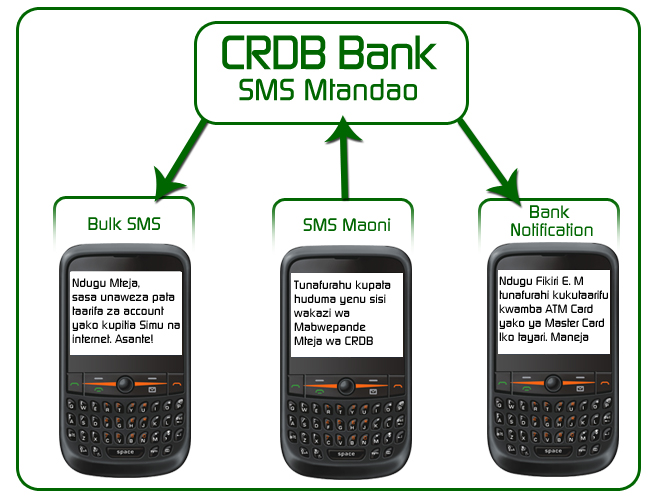 CRDB Bank
SMS Mtandao
Bulk SMS
Ndugu Mteja,
sasa unaweza pata
taarifa za account
yako kupitia Simu na
internet. Asante!
space
SMS Maoni
Tunafurahu kupata
huduma yenu sisi
wakazi wa
Mabwepande
Mteja wa CRDB
space
Bank
Notification
Ndugu Fikiri E. M
tunafurahi kukutaarifu
kwamba ATM Card
yako ya Master Card
Iko tayari. Maneja
space